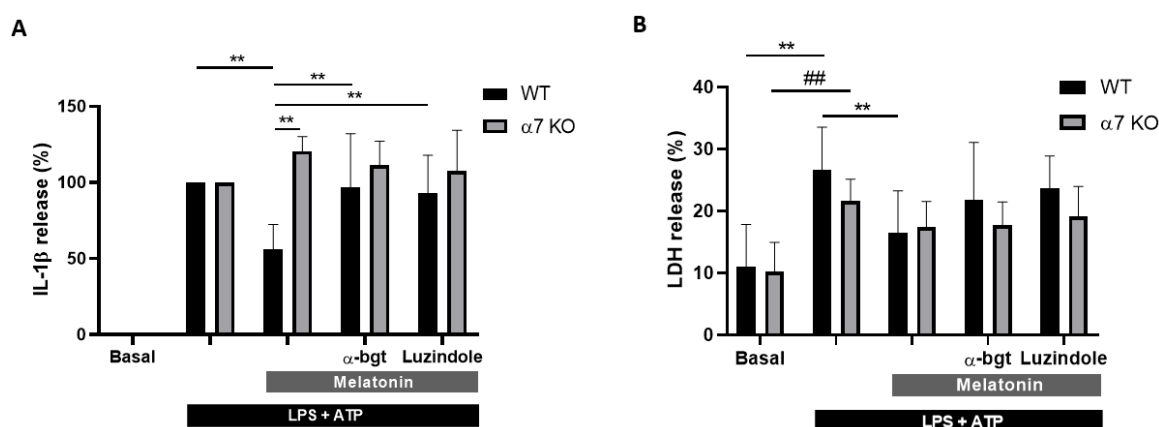 A
**
**
**
**
WT
α7 KO
IL-1β release (%)
150
100
50
0
Basal
α-bgt
Luzindole
Melatonin
LPS + ATP
B
**
##
**
WT
α7 KO
LDH release (%)
40
30
20
10
0
Basal
α-bgt
Luzindole
Melatonin
LPS + ATP